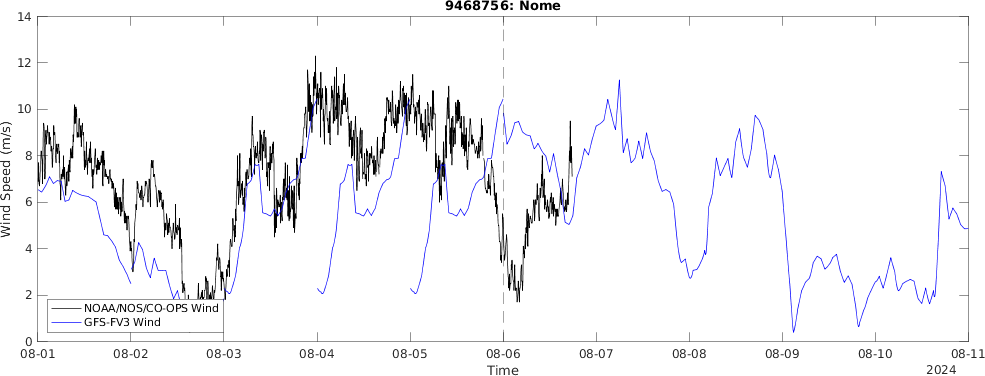 9468756: Nome
Wind Speed (m/s)
14
12
10
8
6
4
2
0
NOAA/NOS/CO-OPS Wind
GFS-FV3 Wind
08-01 08-02 08-03 08-04 08-05 08-06 08-07 08-08 08-09 08-10 08-11
Time
2024